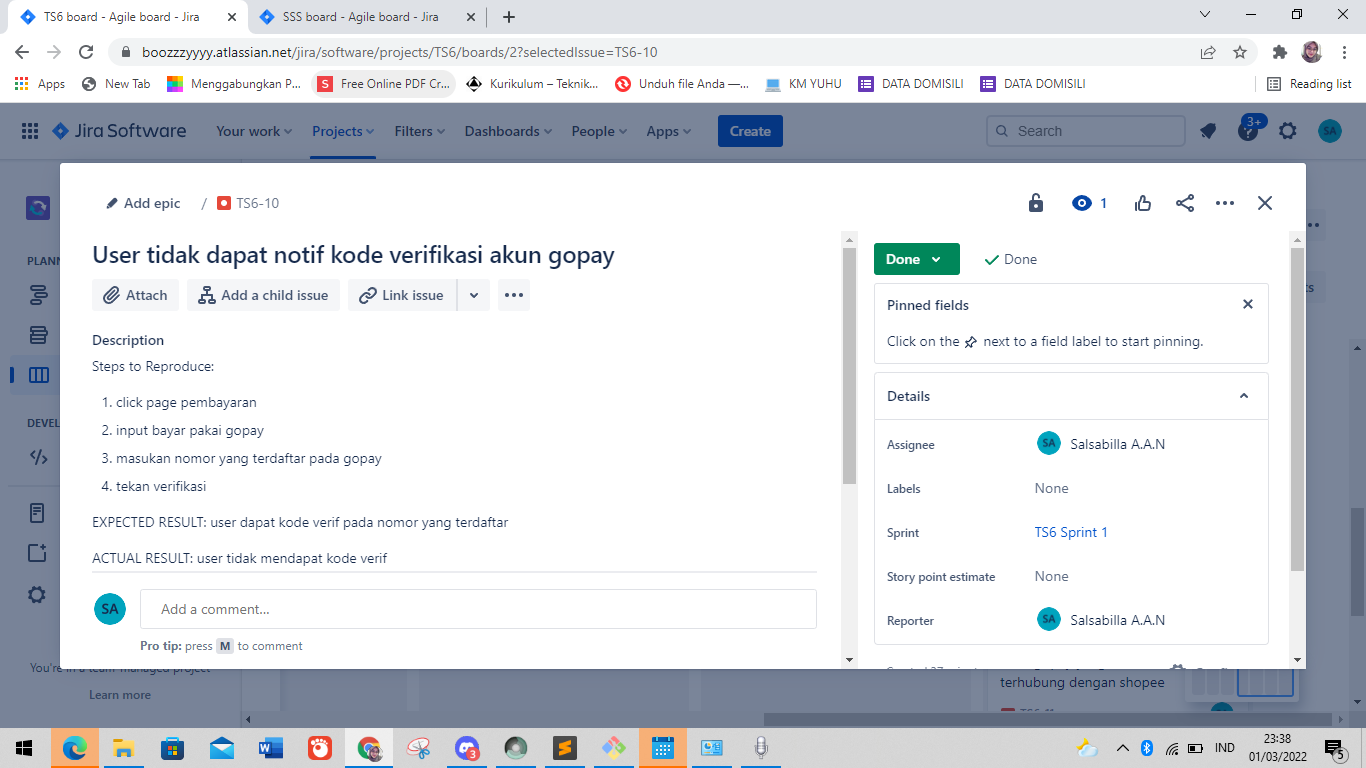 TS6 board - Agile board - Jira
SSS board - Agile board - Jira
boozzzyyyy.atlassian.net/jira/software/projects/TS6/boards/2?selectedIssue=TS6-10
Apps
New Tab
Menggabungkan P...
Free Online PDF Cr...
Kurikulum – Teknik...
Unduh file Anda —...
KM YUHU
DATA DOMISILI
DATA DOMISILI
Reading list
Jira Software
Your work
Projects
Filters
Dashboards
People
Apps
Create
Search
3+
SA
PLANN
DEVEL
Add epic
/
TS6-10
1
User tidak dapat notif kode verifikasi akun gopay
Attach
Add a child issue
Link issue
Description
Steps to Reproduce:
1. click page pembayaran
2. input bayar pakai gopay
3. masukan nomor yang terdaftar pada gopay
4. tekan verifikasi
EXPECTED RESULT: user dapat kode verif pada nomor yang terdaftar
ACTUAL RESULT: user tidak mendapat kode verif
SA
Add a comment...
Pro tip: press M to comment
Done
Done
Pinned fields
Click on the next to a field label to start pinning.
Details
Assignee
SA Salsabilla A.A.N
Labels
None
Sprint
TS6 Sprint 1
Story point estimate
None
Reporter
SA Salsabilla A.A.N
You're in a team-managed project
Learn more
terhubung dengan shopee
3
IND
23:38
01/03/2022
5